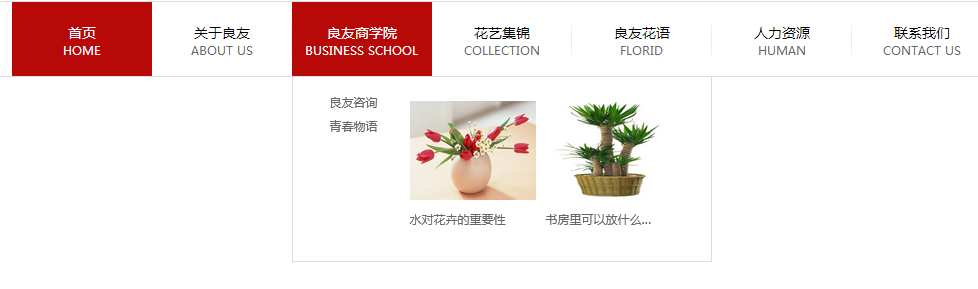 首页
HOME
关于良友
ABOUT US
良友商学院
BUSINESS SCHOOL
花艺集锦
COLLECTION
良友花语
FLORID
人力资源
HUMAN
联系我们
CONTACT US
良友咨询
青春物语
水对花卉的重要性
书房里可以放什么...